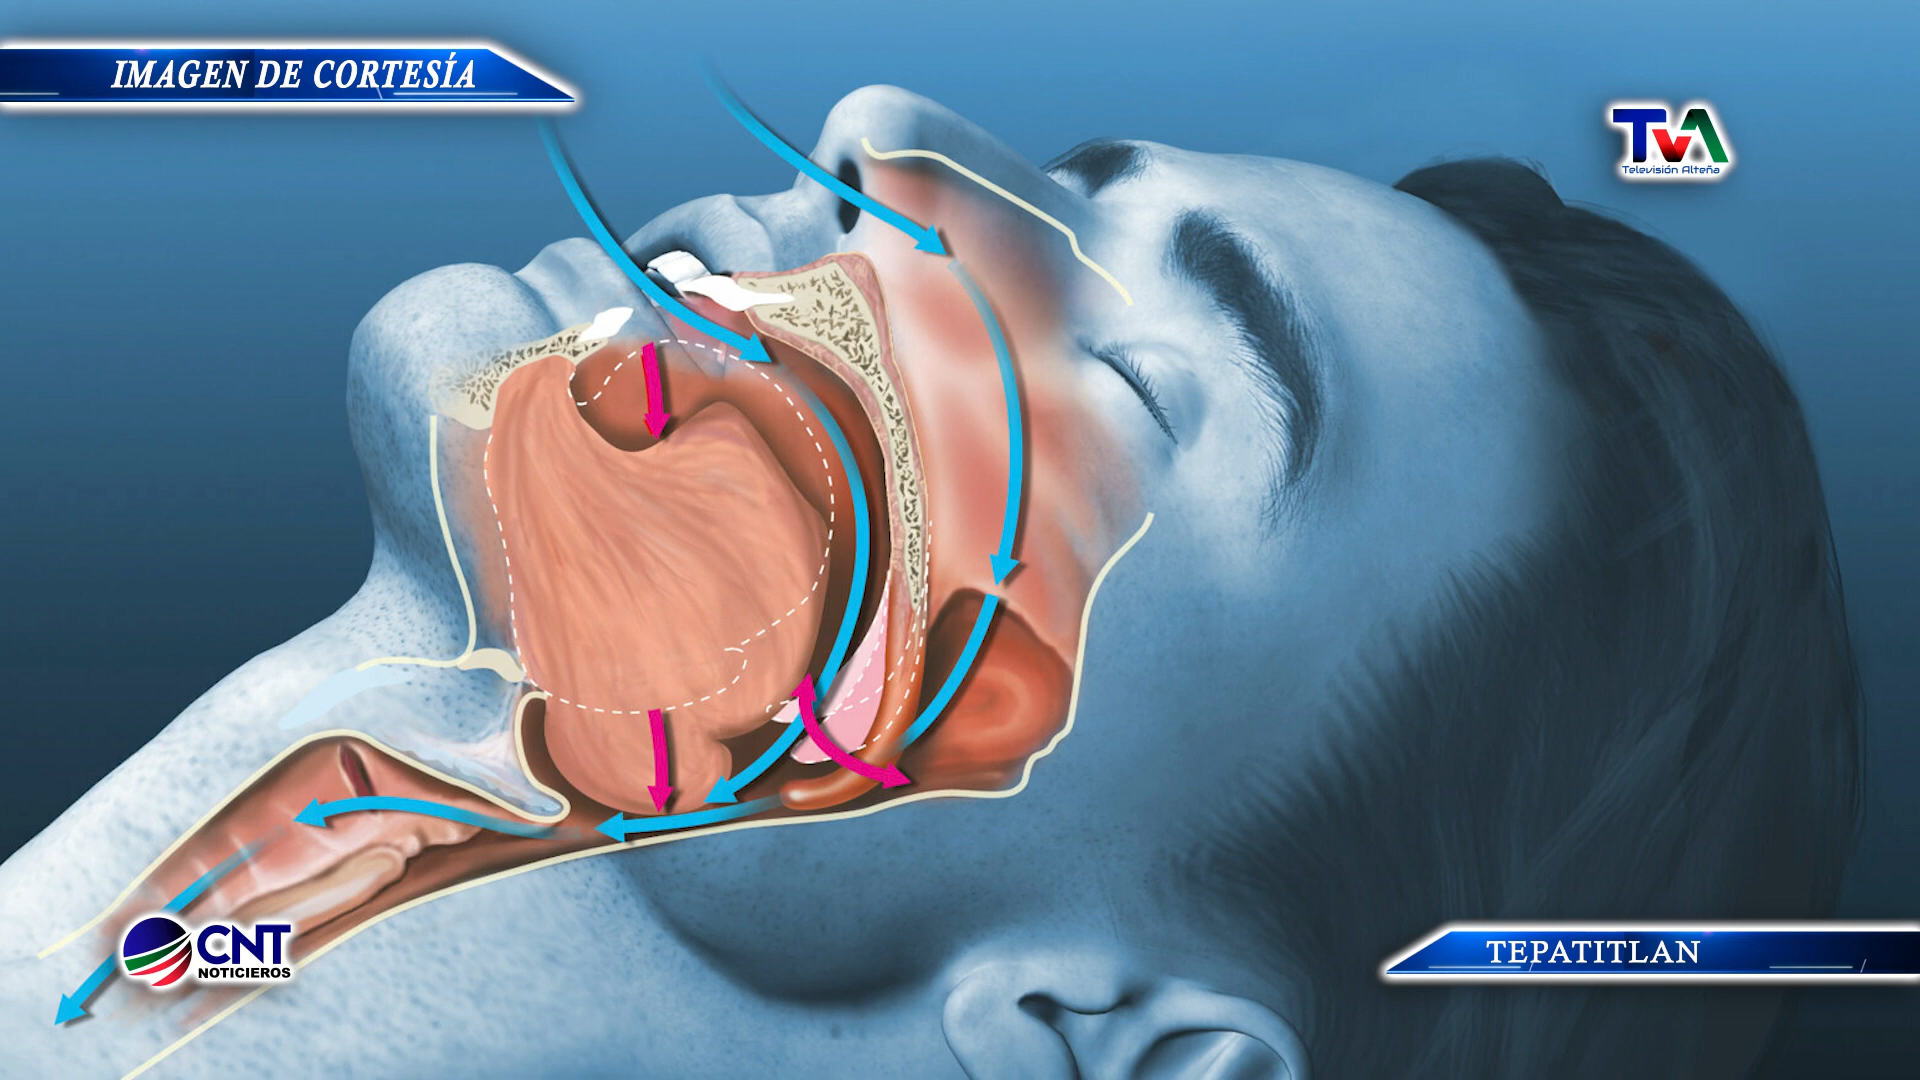 IMAGEN DE CORTESÍA
TvA
Televisión Alteña
CNT
NOTICIEROS
TEPATITLAN